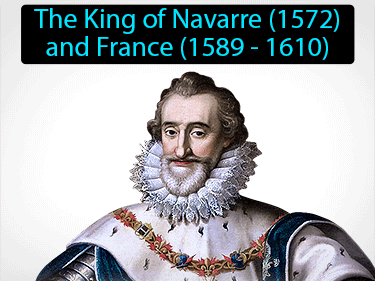 The King of Navarre (1572)
and France (1589 - 1610)